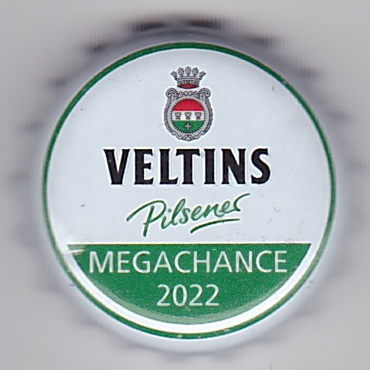 VELTINS
Pilsener
MEGACHANCE
2022